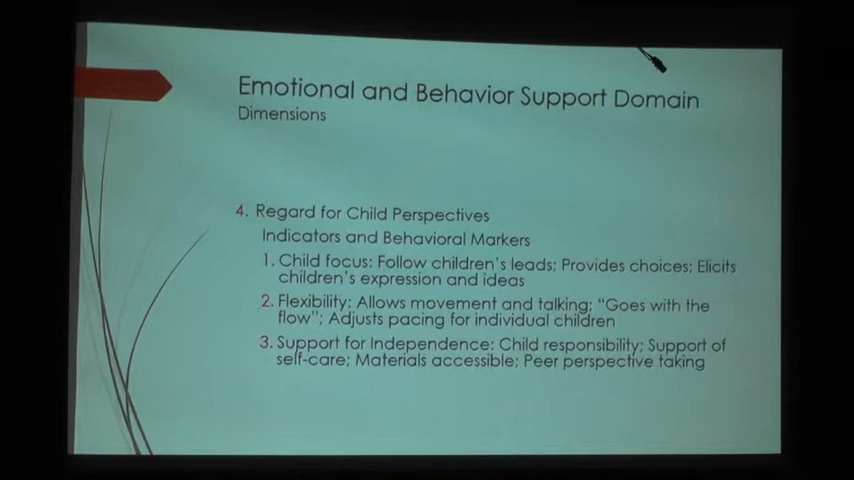 Emotional and Behavior Support Domain
Dimensions
4. Regard for Child Perspectives
Indicators and Behavioral Markers
1. Child focus: Follow children's leads; Provides choices; Elicits
children's expression and ideas
2. Flexibility: Allows movement and talking; "Goes with the
flow"; Adjusts pacing for individual children
3. Support for Independence: Child responsibility; Support of
self-care; Materials accessible; Peer perspective taking